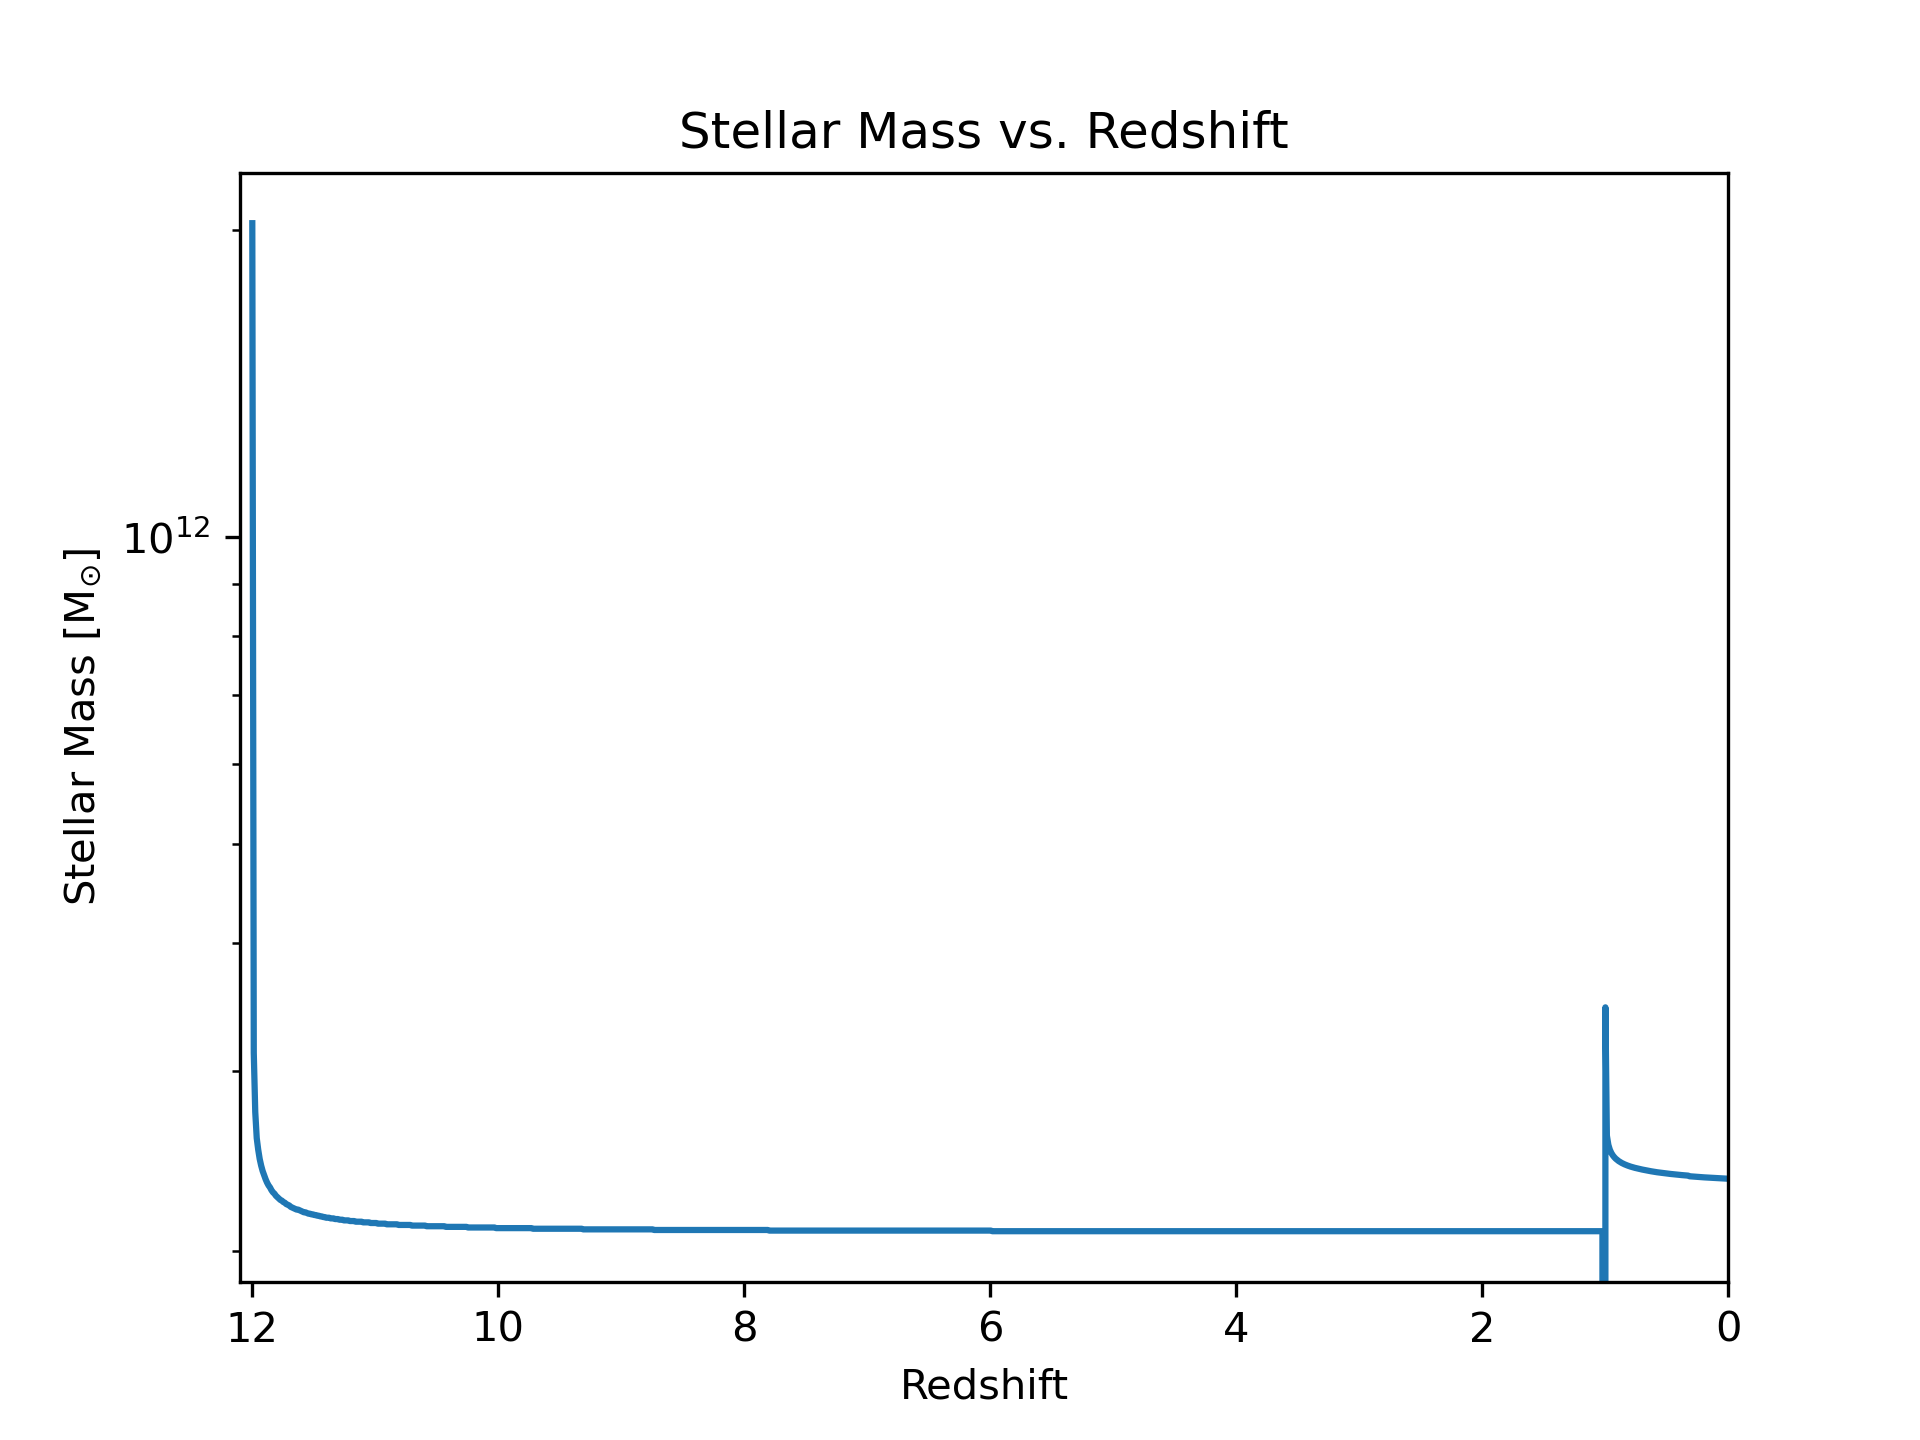 Stellar Mass vs. Redshift
Stellar Mass [M⊙]
10¹²
12 10 8 6 4 2 0
Redshift